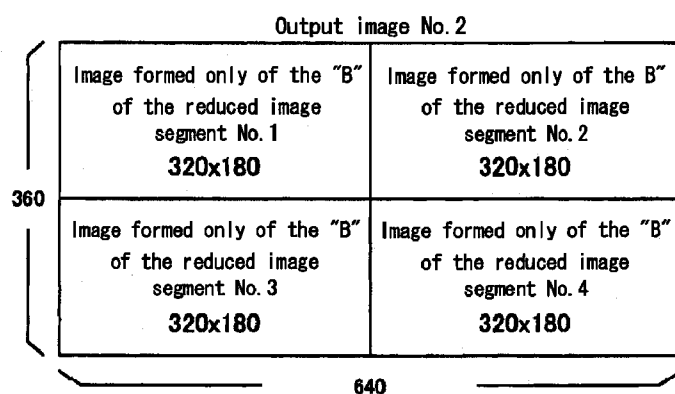 Output image No. 2
Image formed only of the "B"
of the reduced image
segment No. 1
320x180
Image formed only of the B"
of the reduced image
segment No. 2
320x180
360
Image formed only of the "B"
of the reduced image
segment No. 3
320x180
Image formed only of the "B"
of the reduced image
segment No. 4
320x180
640